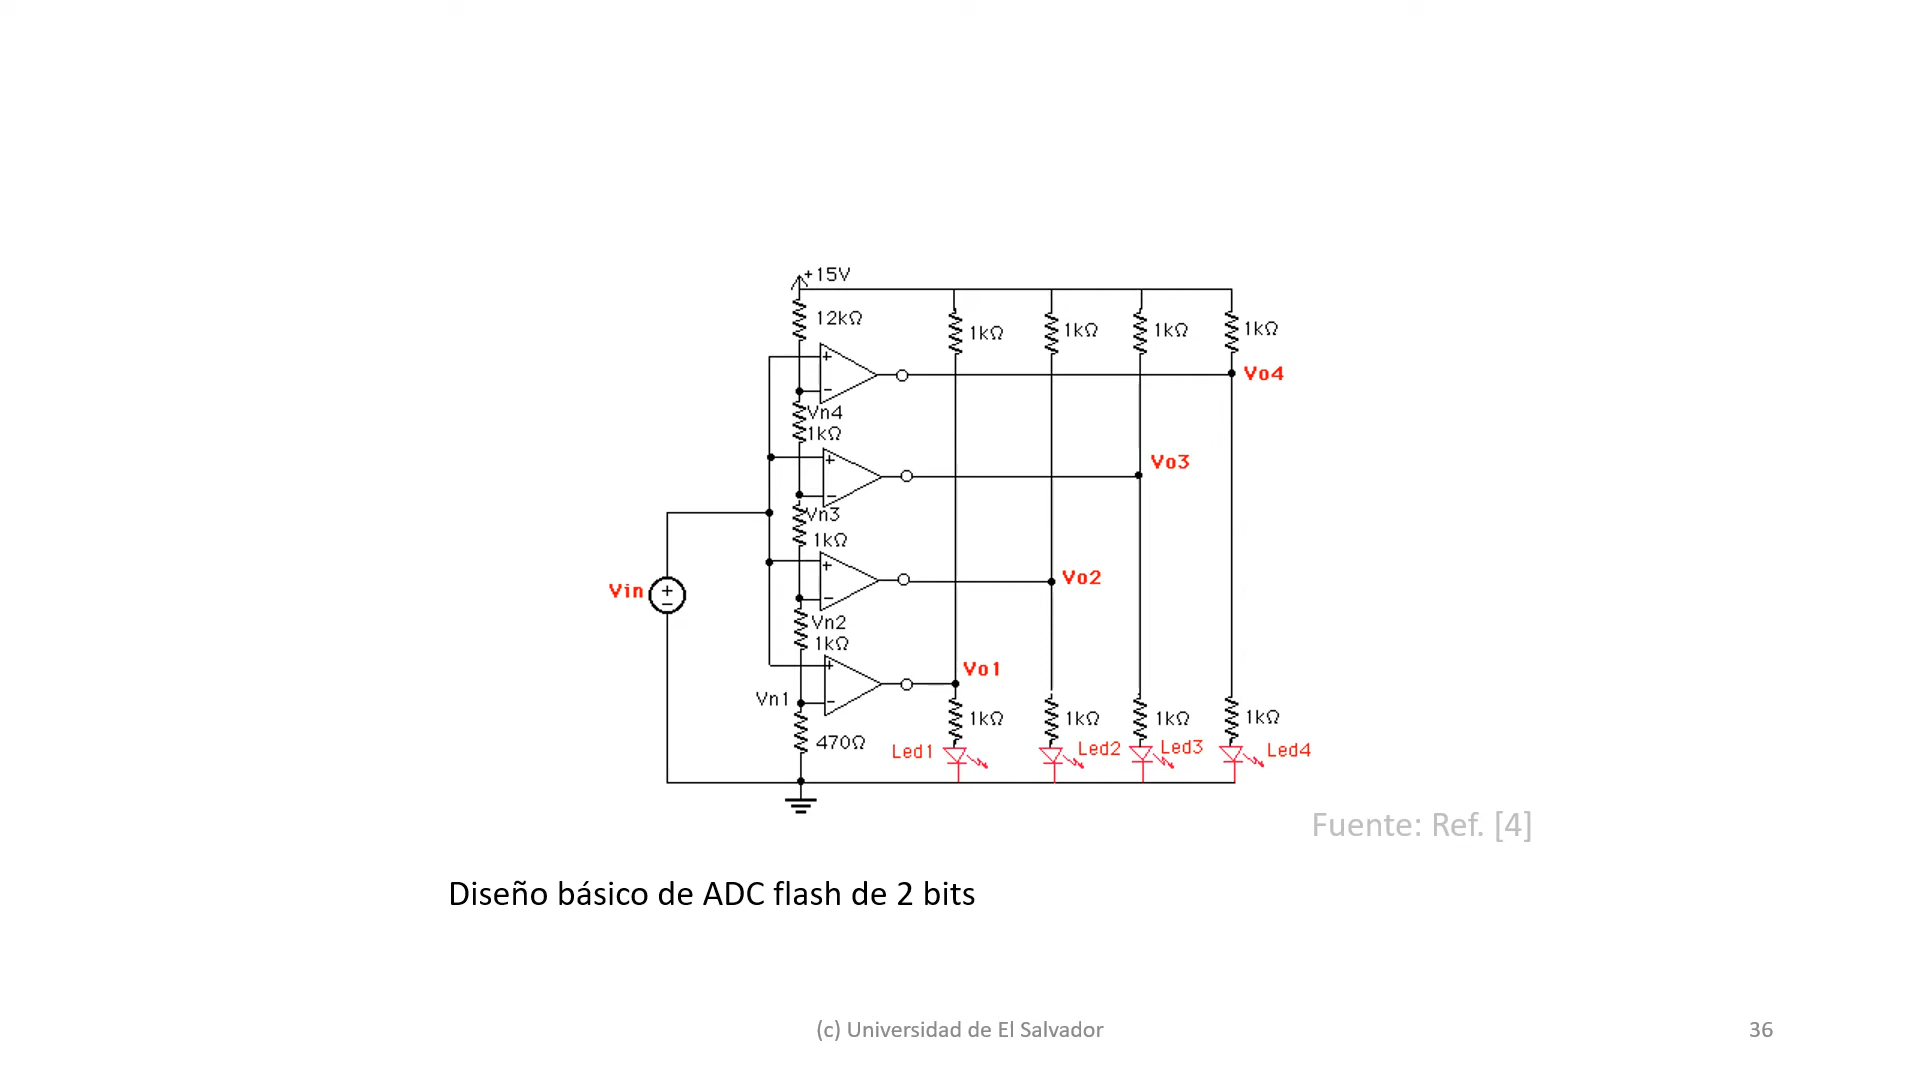 +15V
12kΩ
1kΩ
1kΩ
1kΩ
1kΩ
+
Vo4
−
Vn4
1kΩ
+
Vo3
−
Vn3
1kΩ
+
Vo2
Vin
+
−
−
Vn2
1kΩ
+
Vo1
Vn1
−
1kΩ
1kΩ
1kΩ
1kΩ
470Ω
Led1
Led2
Led3
Led4
Fuente: Ref. [4]
Diseño básico de ADC flash de 2 bits
(c) Universidad de El Salvador
36